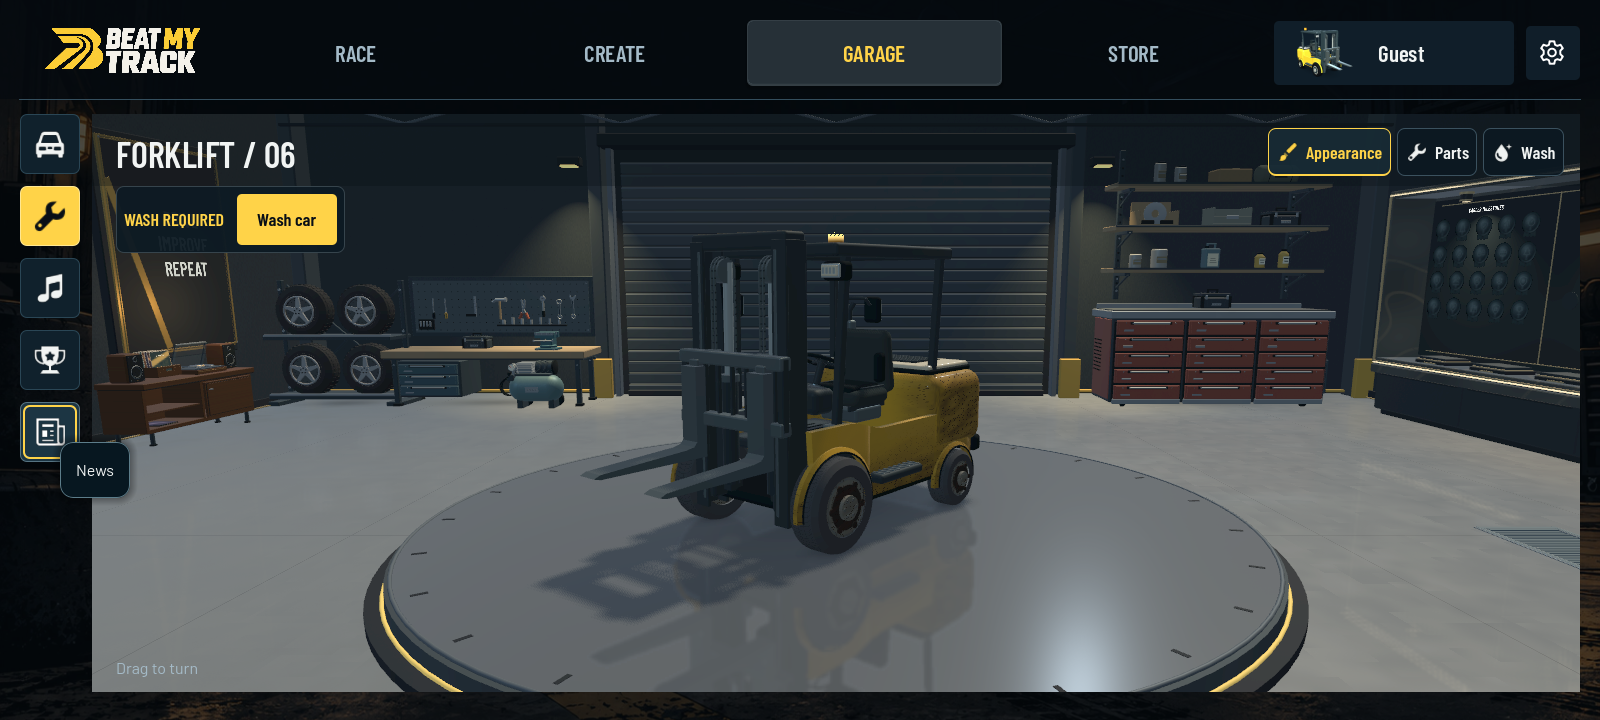 BEAT MY
TRACK
RACE
CREATE
GARAGE
STORE
Guest
FORKLIFT / 06
Appearance
Parts
Wash
WASH REQUIRED
Wash car
IMPROVE
REPEAT
News
Drag to turn